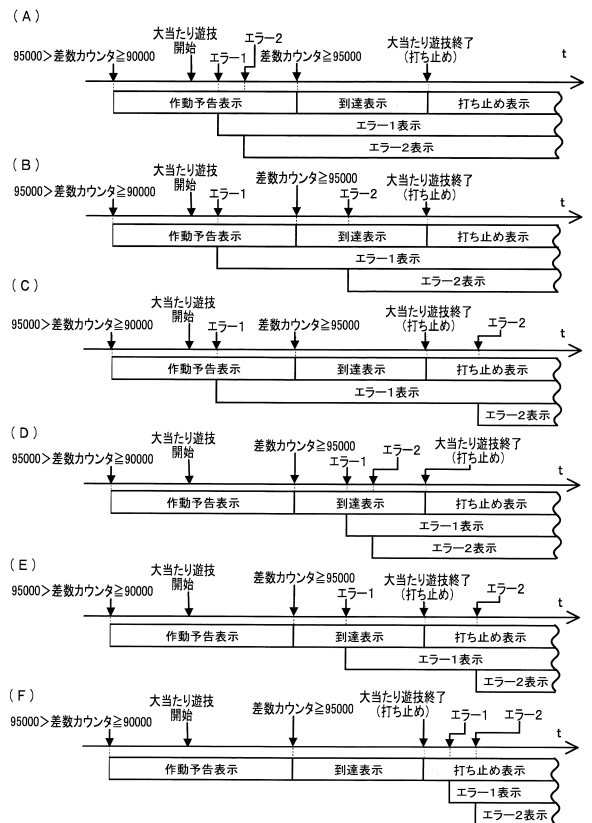 (A)
大当たり遊技
開始
エラー2
95000>差数カウンタ≧90000
エラー1
差数カウンタ≧95000
大当たり遊技終了
(打ち止め)
t
作動予告表示
到達表示
打ち止め表示
エラー1表示
エラー2表示
(B)
大当たり遊技
開始
差数カウンタ≧95000
大当たり遊技終了
(打ち止め)
95000>差数カウンタ≧90000
エラー1
エラー2
t
作動予告表示
到達表示
打ち止め表示
エラー1表示
エラー2表示
(C)
大当たり遊技
開始
95000>差数カウンタ≧90000
エラー1
差数カウンタ≧95000
大当たり遊技終了
(打ち止め)
エラー2
t
作動予告表示
到達表示
打ち止め表示
エラー1表示
エラー2表示
(D)
大当たり遊技
開始
差数カウンタ≧95000
大当たり遊技終了
(打ち止め)
95000>差数カウンタ≧90000
エラー1
エラー2
t
作動予告表示
到達表示
打ち止め表示
エラー1表示
エラー2表示
(E)
大当たり遊技
開始
差数カウンタ≧95000
大当たり遊技終了
(打ち止め)
95000>差数カウンタ≧90000
エラー1
エラー2
t
作動予告表示
到達表示
打ち止め表示
エラー1表示
エラー2表示
(F)
大当たり遊技
開始
差数カウンタ≧95000
大当たり遊技終了
(打ち止め)
95000>差数カウンタ≧90000
エラー1
エラー2
t
作動予告表示
到達表示
打ち止め表示
エラー1表示
エラー2表示